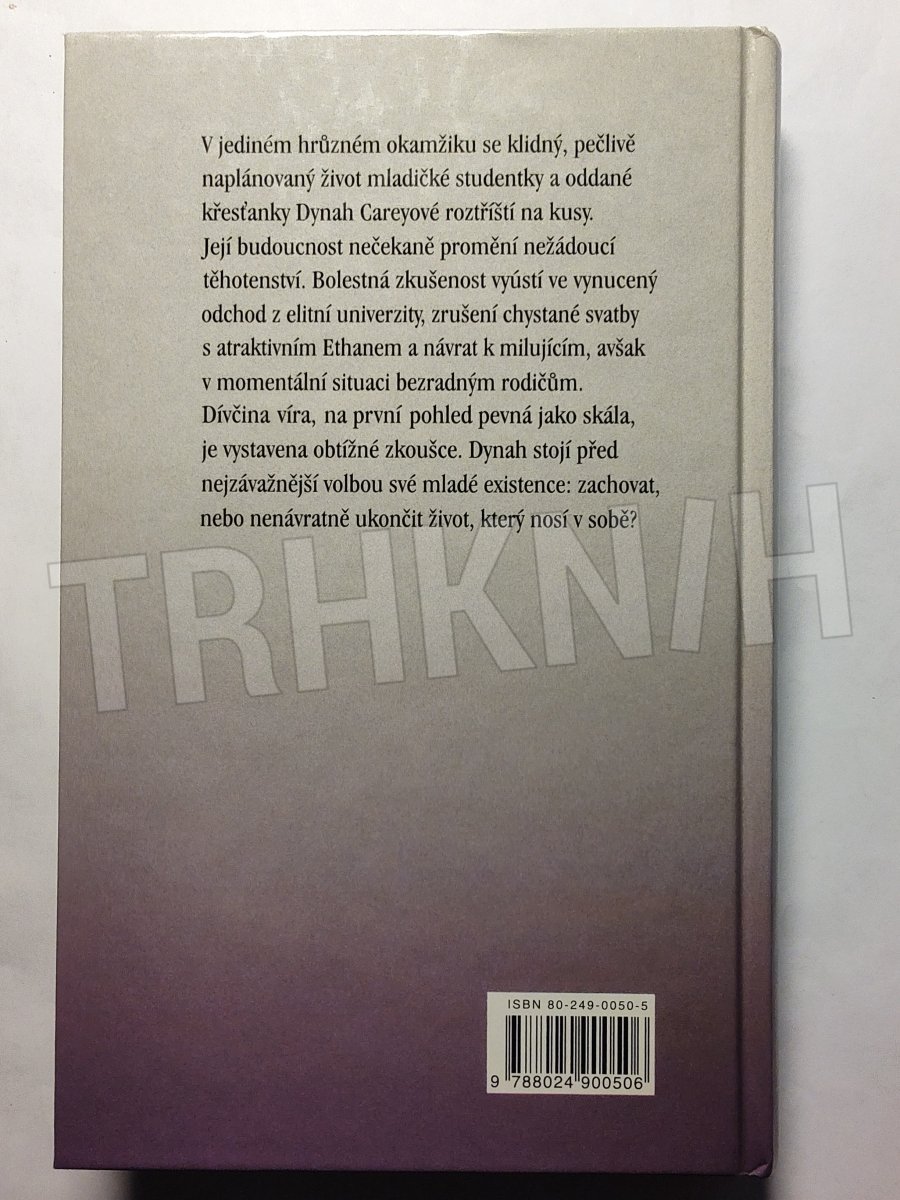 V jediném hrůzném okamžiku se klidný, pečlivě
naplánovaný život mladičké studentky a oddané
křesťanky Dynah Careyové roztříští na kusy.
Její budoucnost nečekaně promění nežádoucí
těhotenství. Bolestná zkušenost vyústí ve vynucený
odchod z elitní univerzity, zrušení chystané svatby
s atraktivním Ethanem a návrat k milujícím, avšak
v momentální situaci bezradným rodičům.
Dívčina víra, na první pohled pevná jako skála,
je vystavena obtížné zkoušce. Dynah stojí před
nejzávažnější volbou své mladé existence: zachovat,
nebo nenávratně ukončit život, který nosí v sobě?
TRHKNIH
ISBN 80-249-0050-5
9 788024 900506